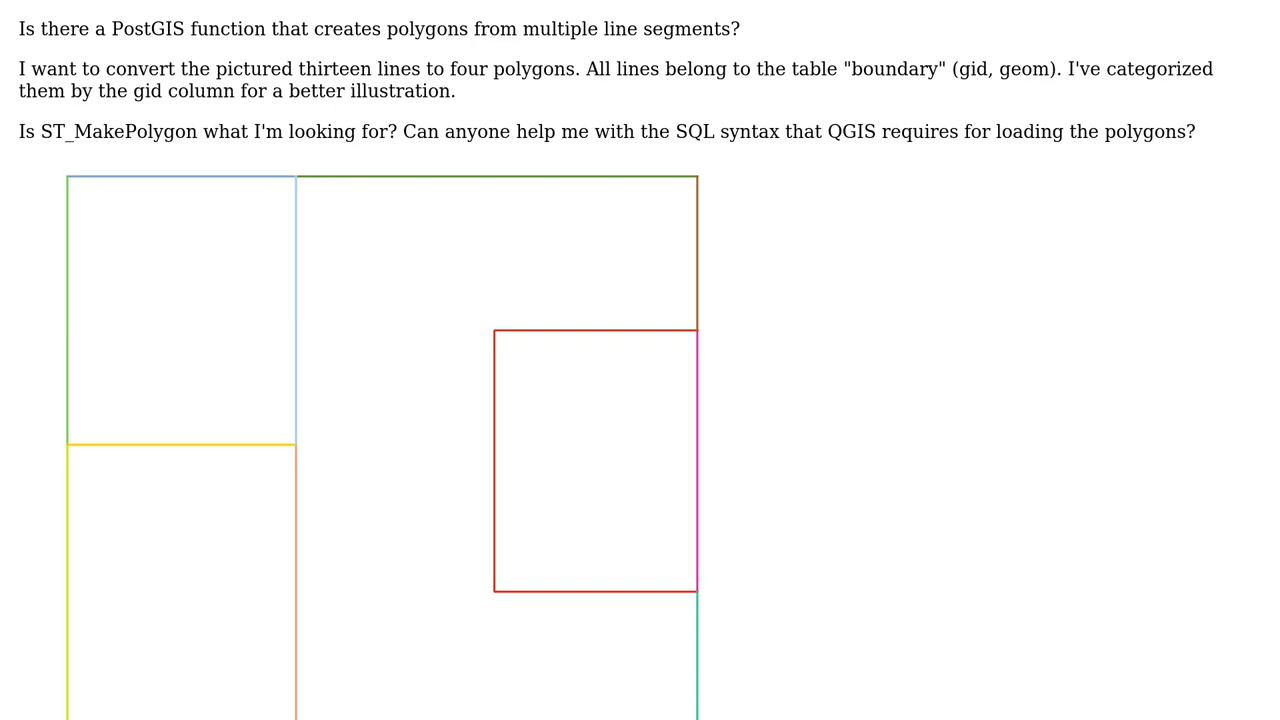 Is there a PostGIS function that creates polygons from multiple line segments?
I want to convert the pictured thirteen lines to four polygons. All lines belong to the table "boundary" (gid, geom). I've categorized
them by the gid column for a better illustration.
Is ST_MakePolygon what I'm looking for? Can anyone help me with the SQL syntax that QGIS requires for loading the polygons?